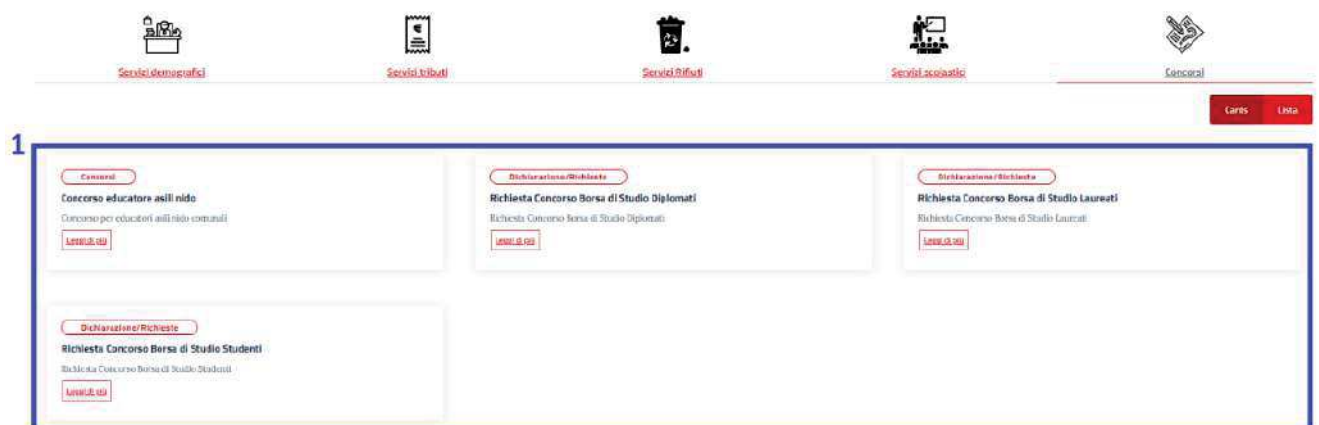 Servizi demografici
Servizi tributi
Servizi Rifiuti
Servizi scolastici
Concorsi
Cards
Lista
1
Concorsi
Concorso educatore asili nido
Concorso per educatori asili nido comunali
Leggi di più
Dichiarazione/Richieste
Richiesta Concorso Borsa di Studio Diplomati
Richiesta Concorso Borsa di Studio Diplomati
Leggi di più
Dichiarazione/Richiesta
Richiesta Concorso Borsa di Studio Laureati
Richiesta Concorso Borsa di Studio Laureati
Leggi di più
Dichiarazione/Richieste
Richiesta Concorso Borsa di Studio Studenti
Richiesta Concorso Borsa di Studio Studenti
Leggi di più